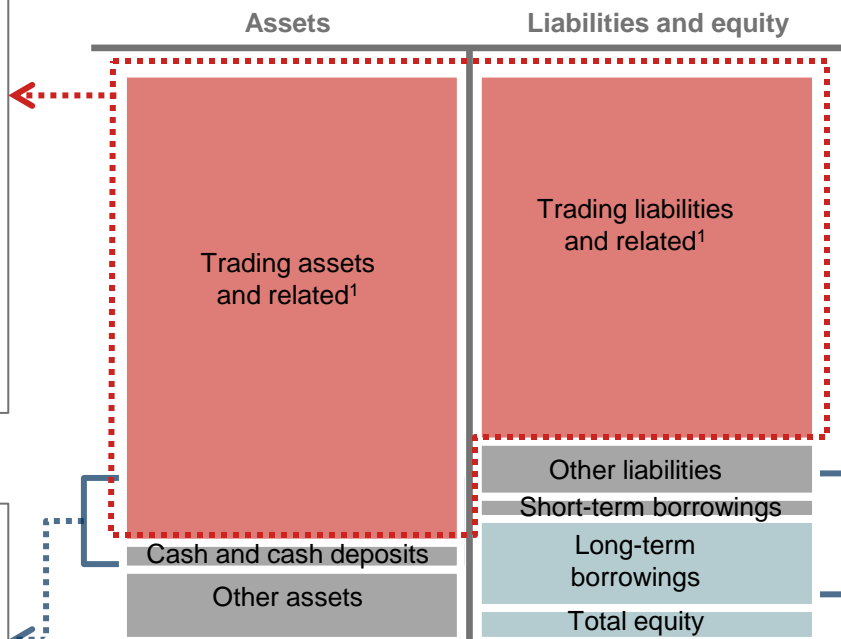 Assets
Liabilities and equity
Trading assets
and related¹
Cash and cash deposits
Other assets
Trading liabilities
and related¹
Other liabilities
Short-term borrowings
Long-term
borrowings
Total equity